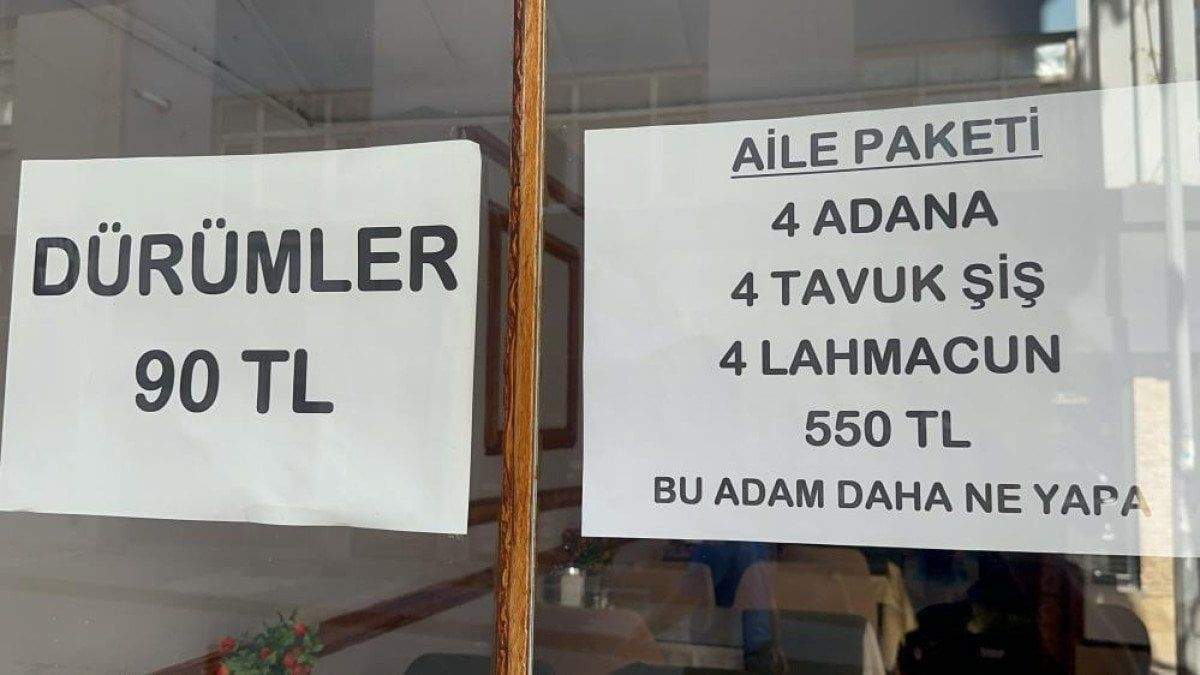 DÜRÜMLER
90 TL
AİLE PAKETİ
4 ADANA
4 TAVUK ŞİŞ
4 LAHMACUN
550 TL
BU ADAM DAHA NE YAPA